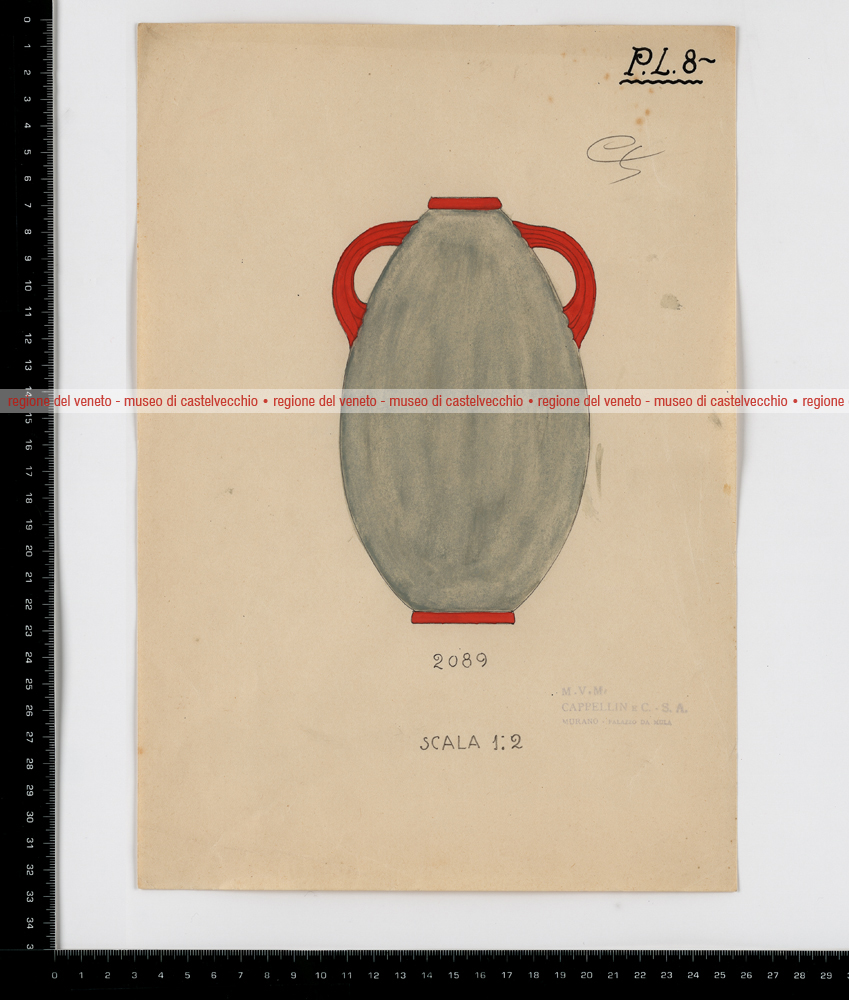 P.L. 8~
regione del veneto - museo di castelvecchio • regione del veneto - museo di castelvecchio • regione del veneto - museo di castelvecchio • regione
2089
M.V.M.
CAPPELLIN e C. - S. A.
MURANO - PALAZZO DA MULA
SCALA 1:2
0 1 2 3 4 5 6 7 8 9 10 11 12 13 14 15 16 17 18 19 20 21 22 23 24 25 26 27 28 29 30 31 32 33 34 3
0 1 2 3 4 5 6 7 8 9 10 11 12 13 14 15 16 17 18 19 20 21 22 23 24 25 26 27 28 29 3